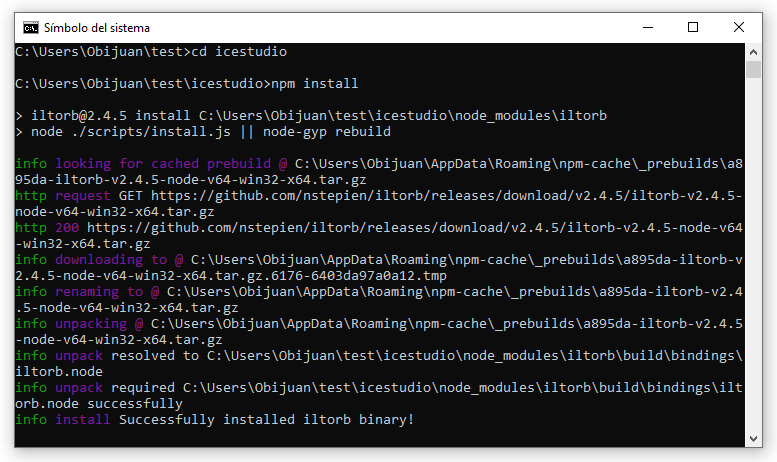 Símbolo del sistema
C:\Users\Obijuan\test>cd icestudio
C:\Users\Obijuan\test\icestudio>npm install
> iltorb@2.4.5 install C:\Users\Obijuan\test\icestudio\node_modules\iltorb
> node ./scripts/install.js || node-gyp rebuild
info looking for cached prebuild @ C:\Users\Obijuan\AppData\Roaming\npm-cache\_prebuilds\a8
95da-iltorb-v2.4.5-node-v64-win32-x64.tar.gz
http request GET https://github.com/nstepien/iltorb/releases/download/v2.4.5/iltorb-v2.4.5-
node-v64-win32-x64.tar.gz
http 200 https://github.com/nstepien/iltorb/releases/download/v2.4.5/iltorb-v2.4.5-node-v64
-win32-x64.tar.gz
info downloading to @ C:\Users\Obijuan\AppData\Roaming\npm-cache\_prebuilds\a895da-iltorb-v
2.4.5-node-v64-win32-x64.tar.gz.6176-6403da97a0a12.tmp
info renaming to @ C:\Users\Obijuan\AppData\Roaming\npm-cache\_prebuilds\a895da-iltorb-v2.4
.5-node-v64-win32-x64.tar.gz
info unpacking @ C:\Users\Obijuan\AppData\Roaming\npm-cache\_prebuilds\a895da-iltorb-v2.4.5
-node-v64-win32-x64.tar.gz
info unpack resolved to C:\Users\Obijuan\test\icestudio\node_modules\iltorb\build\bindings\
iltorb.node
info unpack required C:\Users\Obijuan\test\icestudio\node_modules\iltorb\build\bindings\ilt
orb.node successfully
info install Successfully installed iltorb binary!